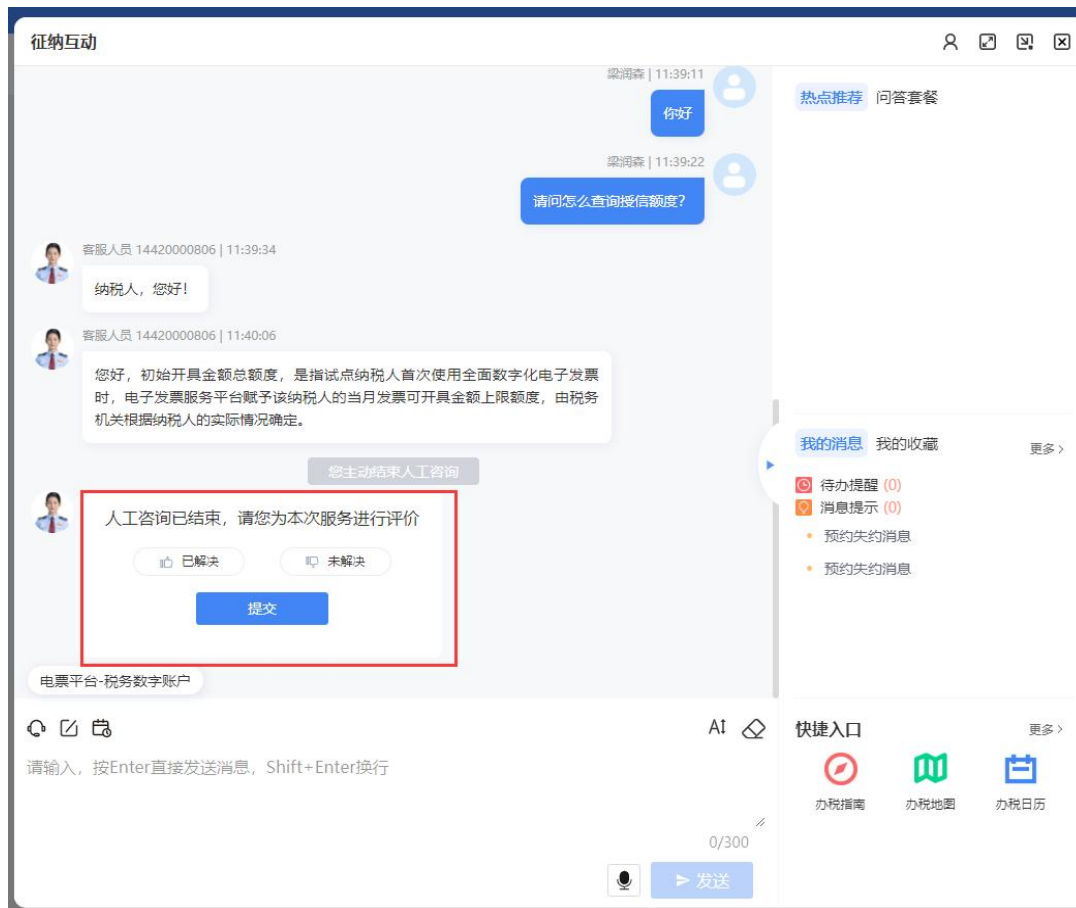 征纳互动
梁润森 | 11:39:11
你好
梁润森 | 11:39:22
请问怎么查询授信额度？
客服人员 14420000806 | 11:39:34
纳税人，您好！
客服人员 14420000806 | 11:40:06
您好，初始开具金额总额度，是指试点纳税人首次使用全面数字化电子发票
时，电子发票服务平台赋予该纳税人的当月发票可开具金额上限额度，由税务
机关根据纳税人的实际情况确定。
您主动结束人工咨询
人工咨询已结束，请您为本次服务进行评价
已解决 未解决
提交
电票平台-税务数字账户
A
请输入，按Enter直接发送消息，Shift+Enter换行
0/300
发送
热点推荐 问答套餐
我的消息 我的收藏 更多 >
待办提醒 (0)
消息提示 (0)
预约失约消息
预约失约消息
快捷入口 更多 >
办税指南 办税地图 办税日历